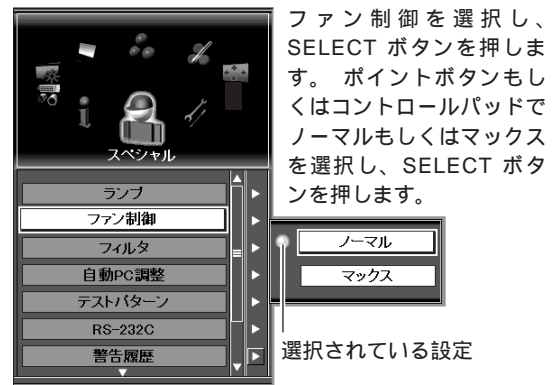 ファン制御を選択し、
SELECT ボタンを押しま
す。 ポイントボタンもし
くはコントロールパッドで
ノーマルもしくはマックス
を選択し、SELECT ボタ
ンを押します。
スペシャル
ランプ
ファン制御
フィルタ
自動PC調整
テストパターン
RS-232C
警告履歴
ノーマル
マックス
選択されている設定